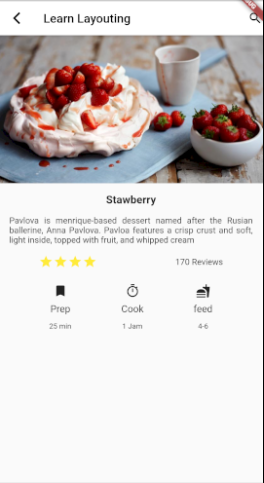 Learn Layouting
Stawberry
Pavlova is menrique-based dessert named after the Rusian
ballerine, Anna Pavlova. Pavloa features a crisp crust and soft,
light inside, topped with fruit, and whipped cream
170 Reviews
Prep Cook feed
25 min 1 Jam 4-6